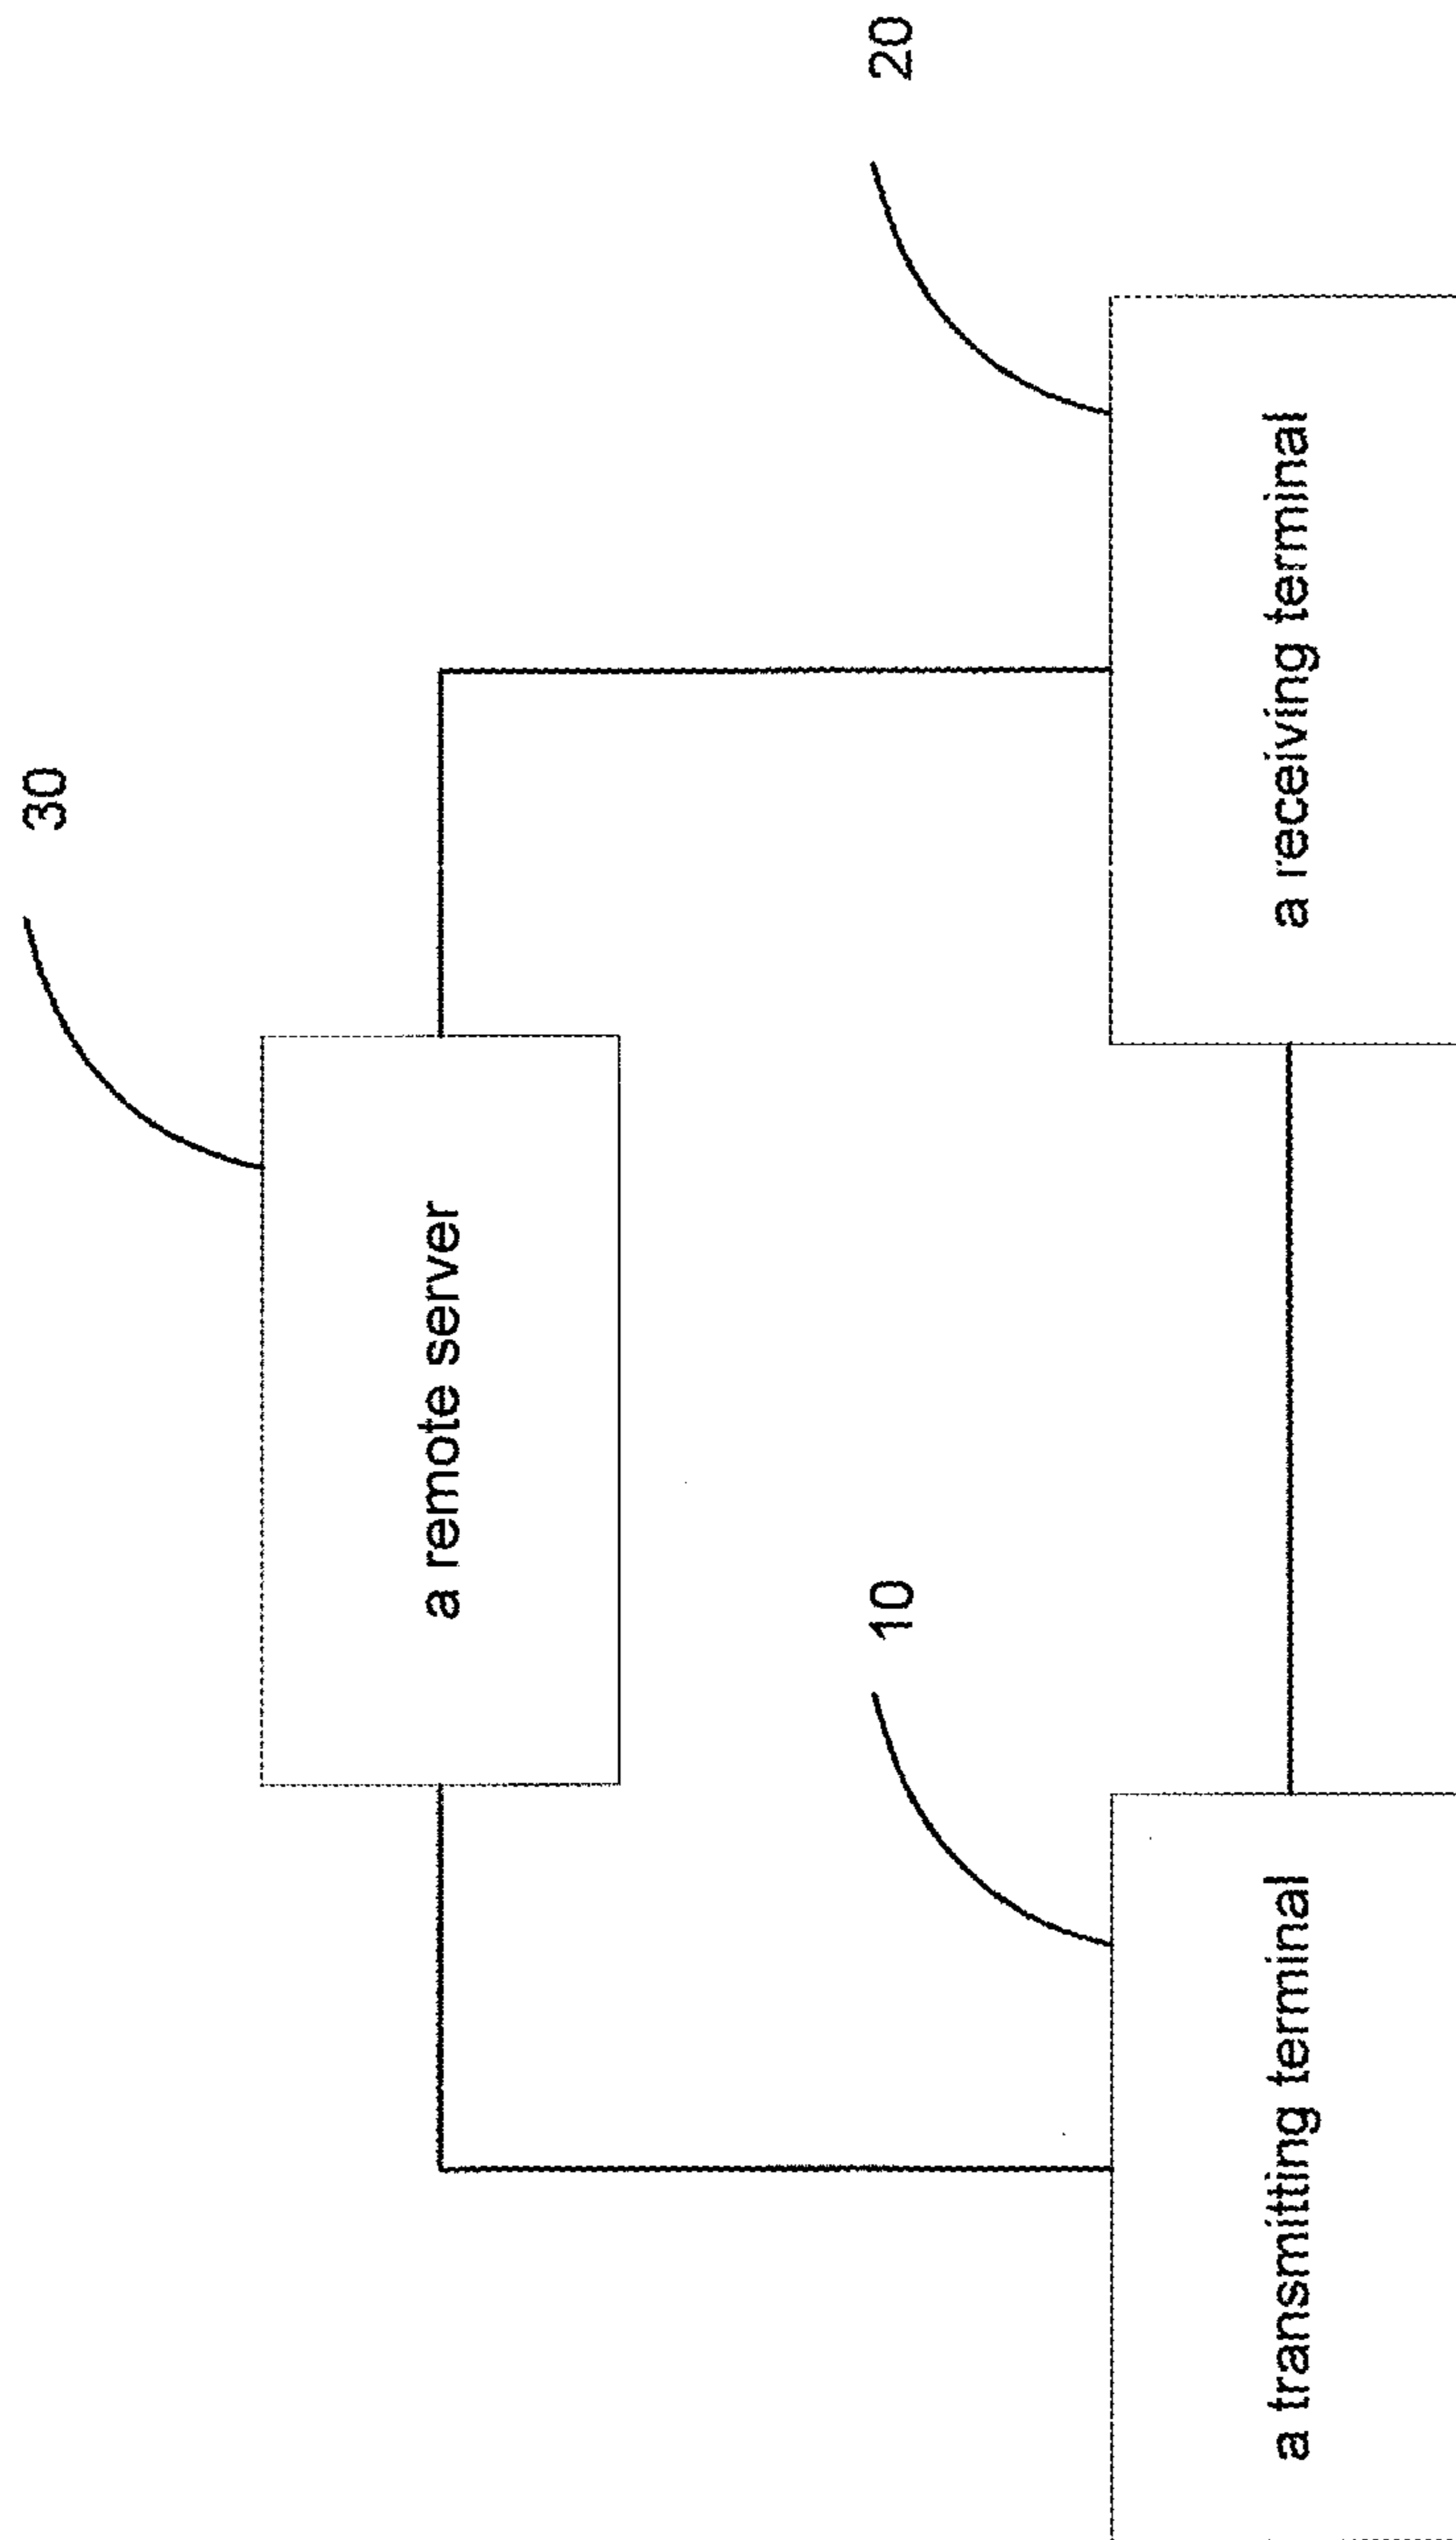 30
a remote server
10
20
a transmitting terminal
a receiving terminal